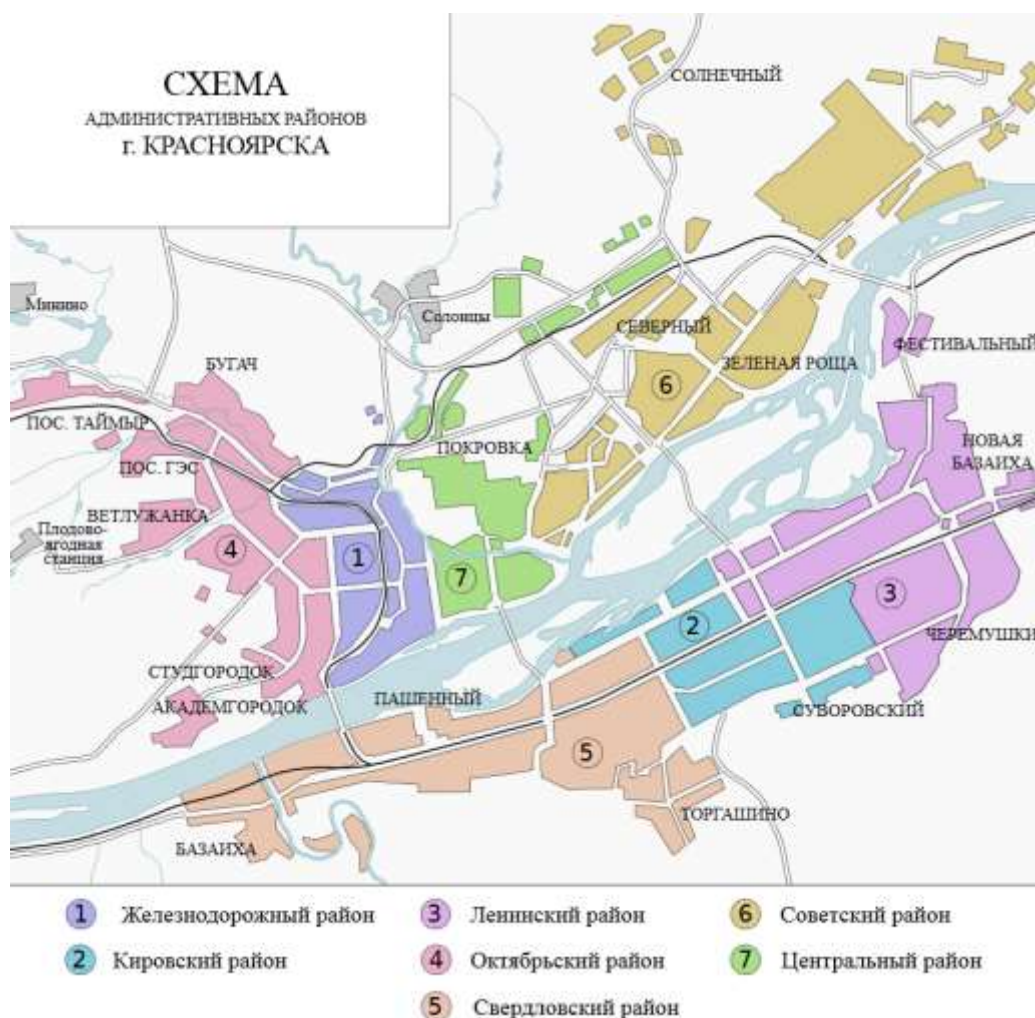 СХЕМА
АДМИНИСТРАТИВНЫХ РАЙОНОВ
г. КРАСНОЯРСКА
СОЛНЕЧНЫЙ
Минино
Солонцы
СЕВЕРНЫЙ
ФЕСТИВАЛЬНЫЙ
БУГАЧ
ЗЕЛЕНАЯ РОЩА
6
ПОС. ТАЙМЫР
ПОКРОВКА
НОВАЯ
БАЗАИХА
ПОС. ГЭС
ВЕТЛУЖАНКА
Плодово-
ягодная
станция
4
1
7
3
2
ЧЕРЕМУШКИ
СТУДГОРОДОК
АКАДЕМГОРОДОК
ПАШЕННЫЙ
СУВОРОВСКИЙ
5
ТОРГАШИНО
БАЗАИХА
1 Железнодорожный район
3 Ленинский район
6 Советский район
2 Кировский район
4 Октябрьский район
7 Центральный район
5 Свердловский район